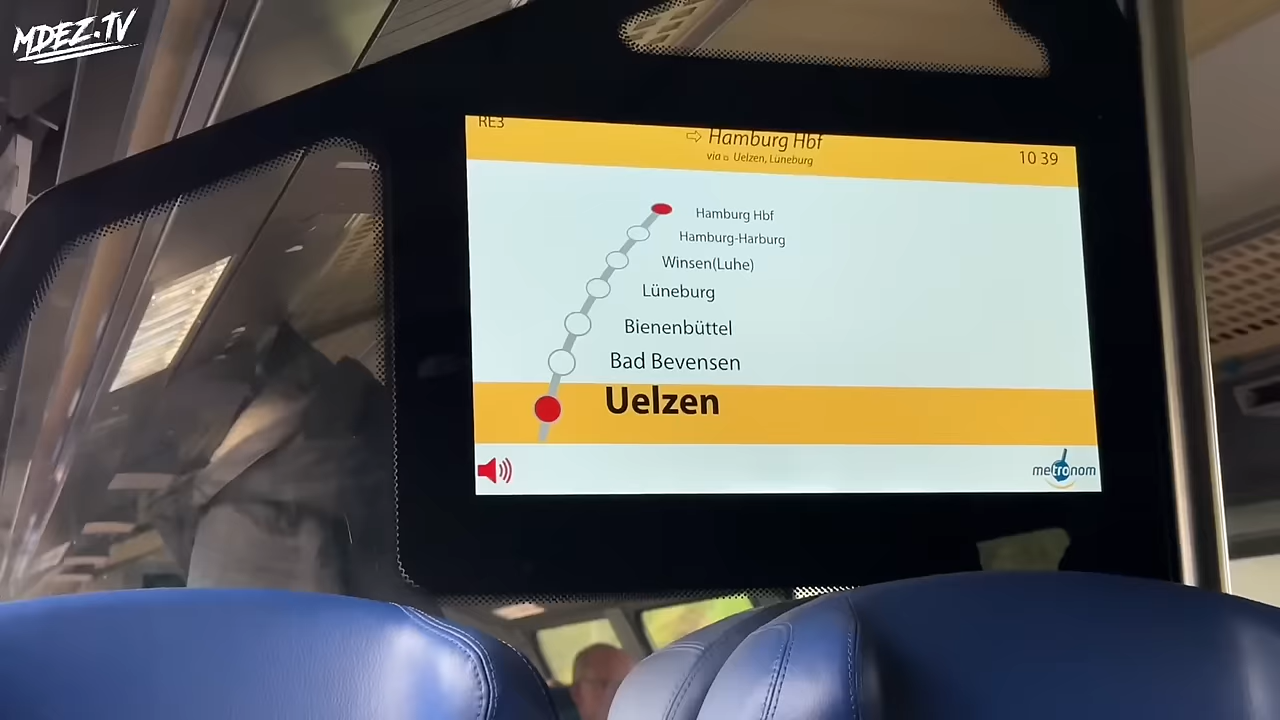 MDEZ.TV
RE3
⇨ Hamburg Hbf
via Uelzen, Lüneburg
10 39
Hamburg Hbf
Hamburg-Harburg
Winsen(Luhe)
Lüneburg
Bienenbüttel
Bad Bevensen
Uelzen
metronom